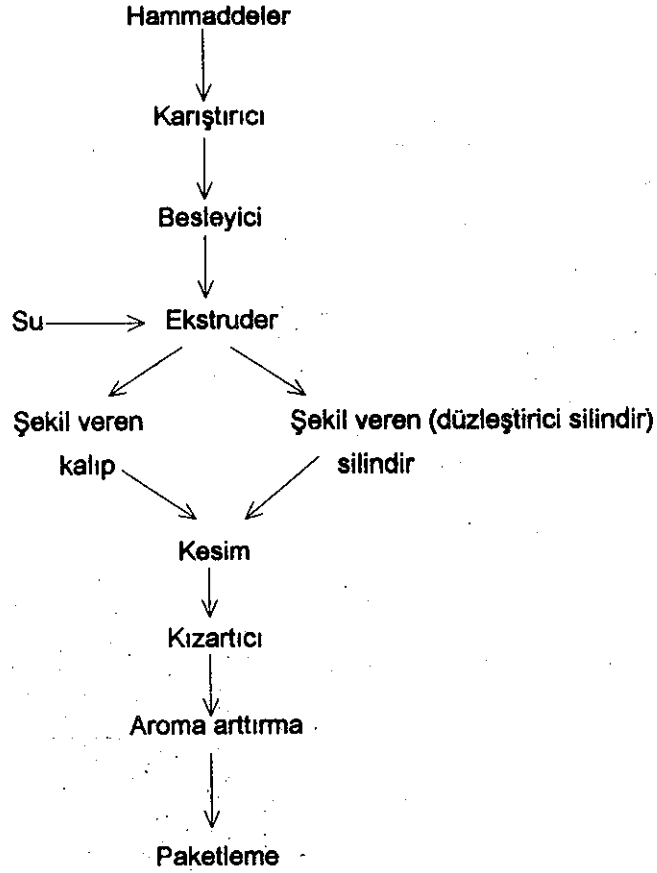 Hammaddeler
Karıştırıcı
Besleyici
Su Ekstruder
Şekil veren Şekil veren (düzleştirici silindir)
kalıp silindir
Kesim
Kızartıcı
Aroma arttırma
Paketleme